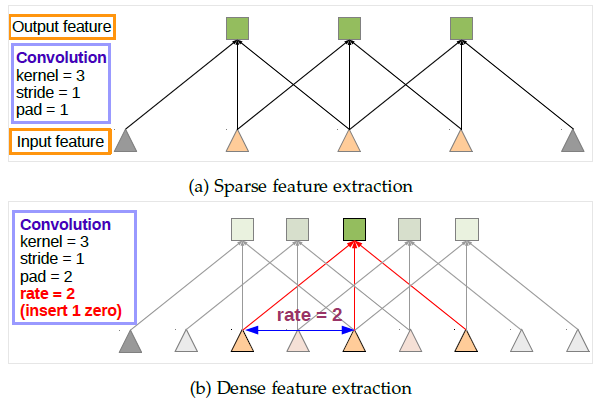 Output feature
Convolution
kernel = 3
stride = 1
pad = 1
Input feature
(a) Sparse feature extraction
Convolution
kernel = 3
stride = 1
pad = 2
rate = 2
(insert 1 zero)
rate = 2
(b) Dense feature extraction